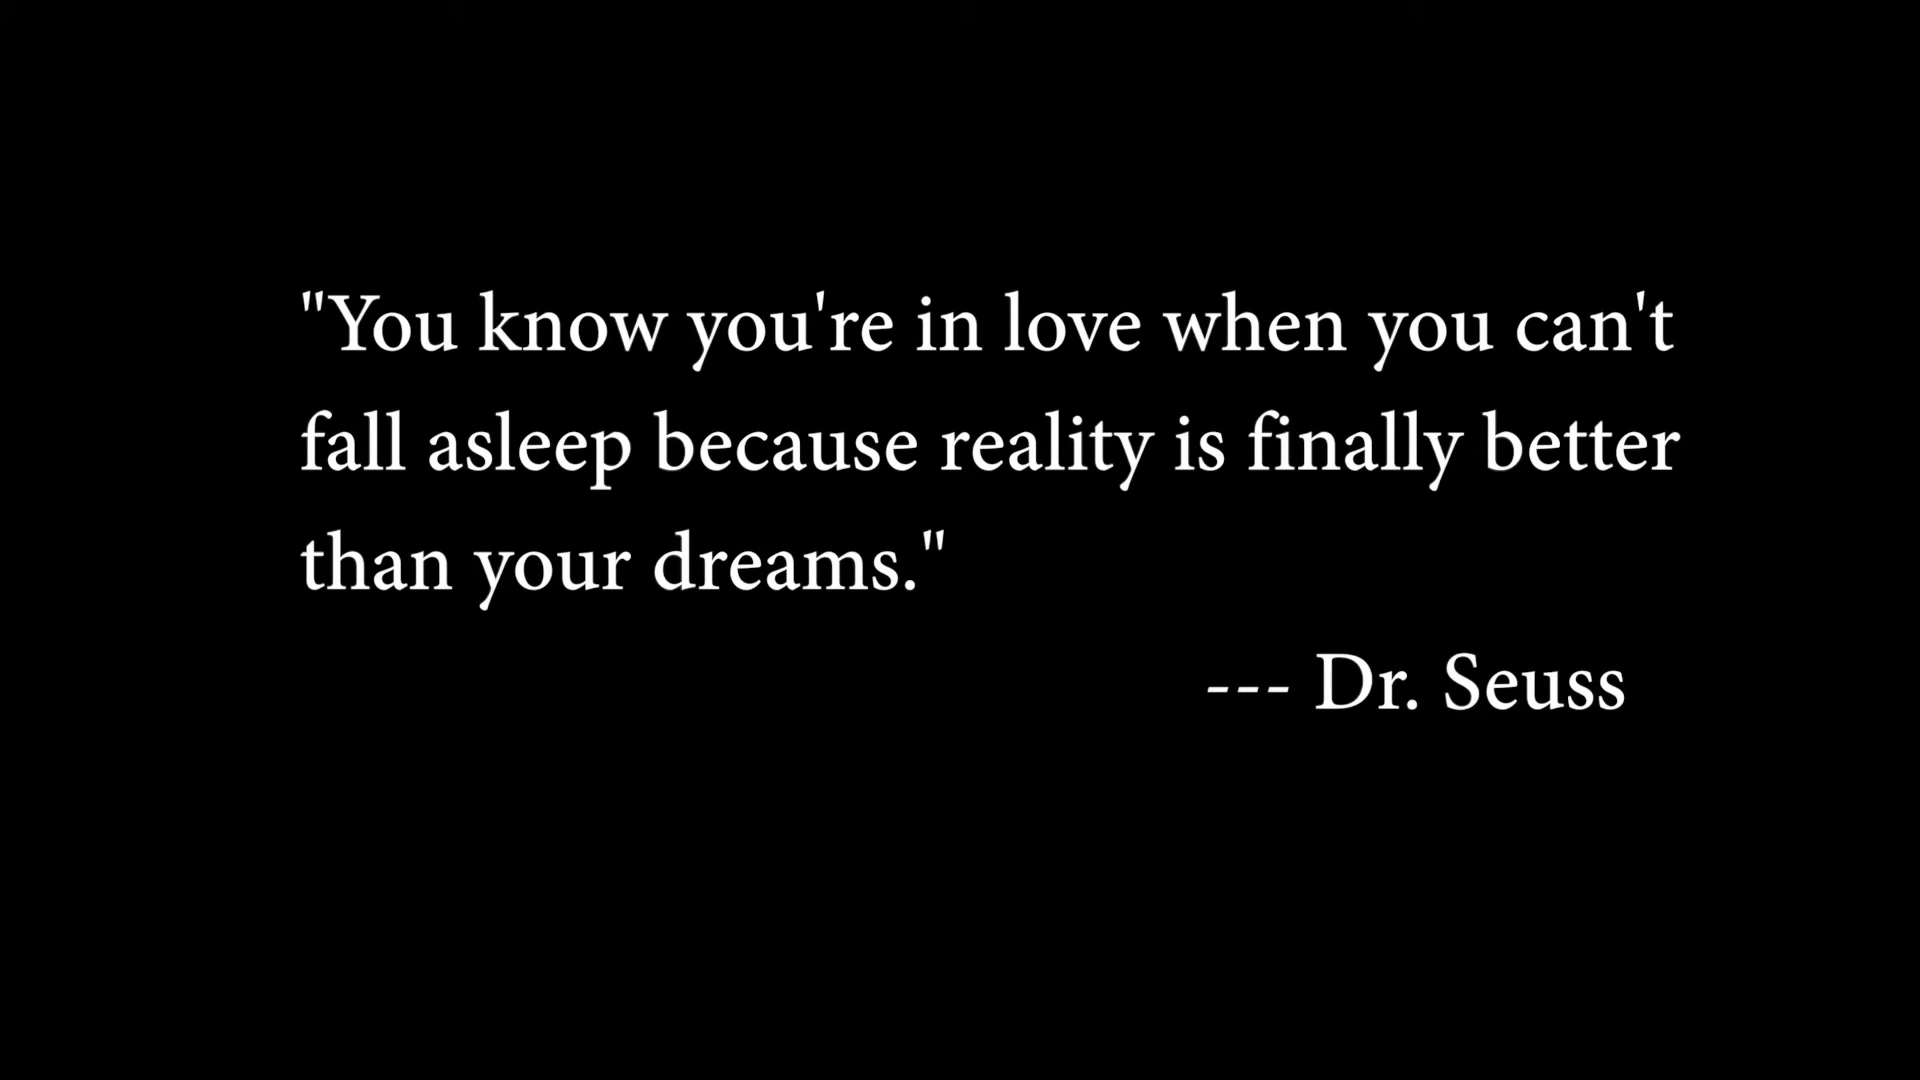 "You know you're in love when you can't
fall asleep because reality is finally better
than your dreams."
--- Dr. Seuss